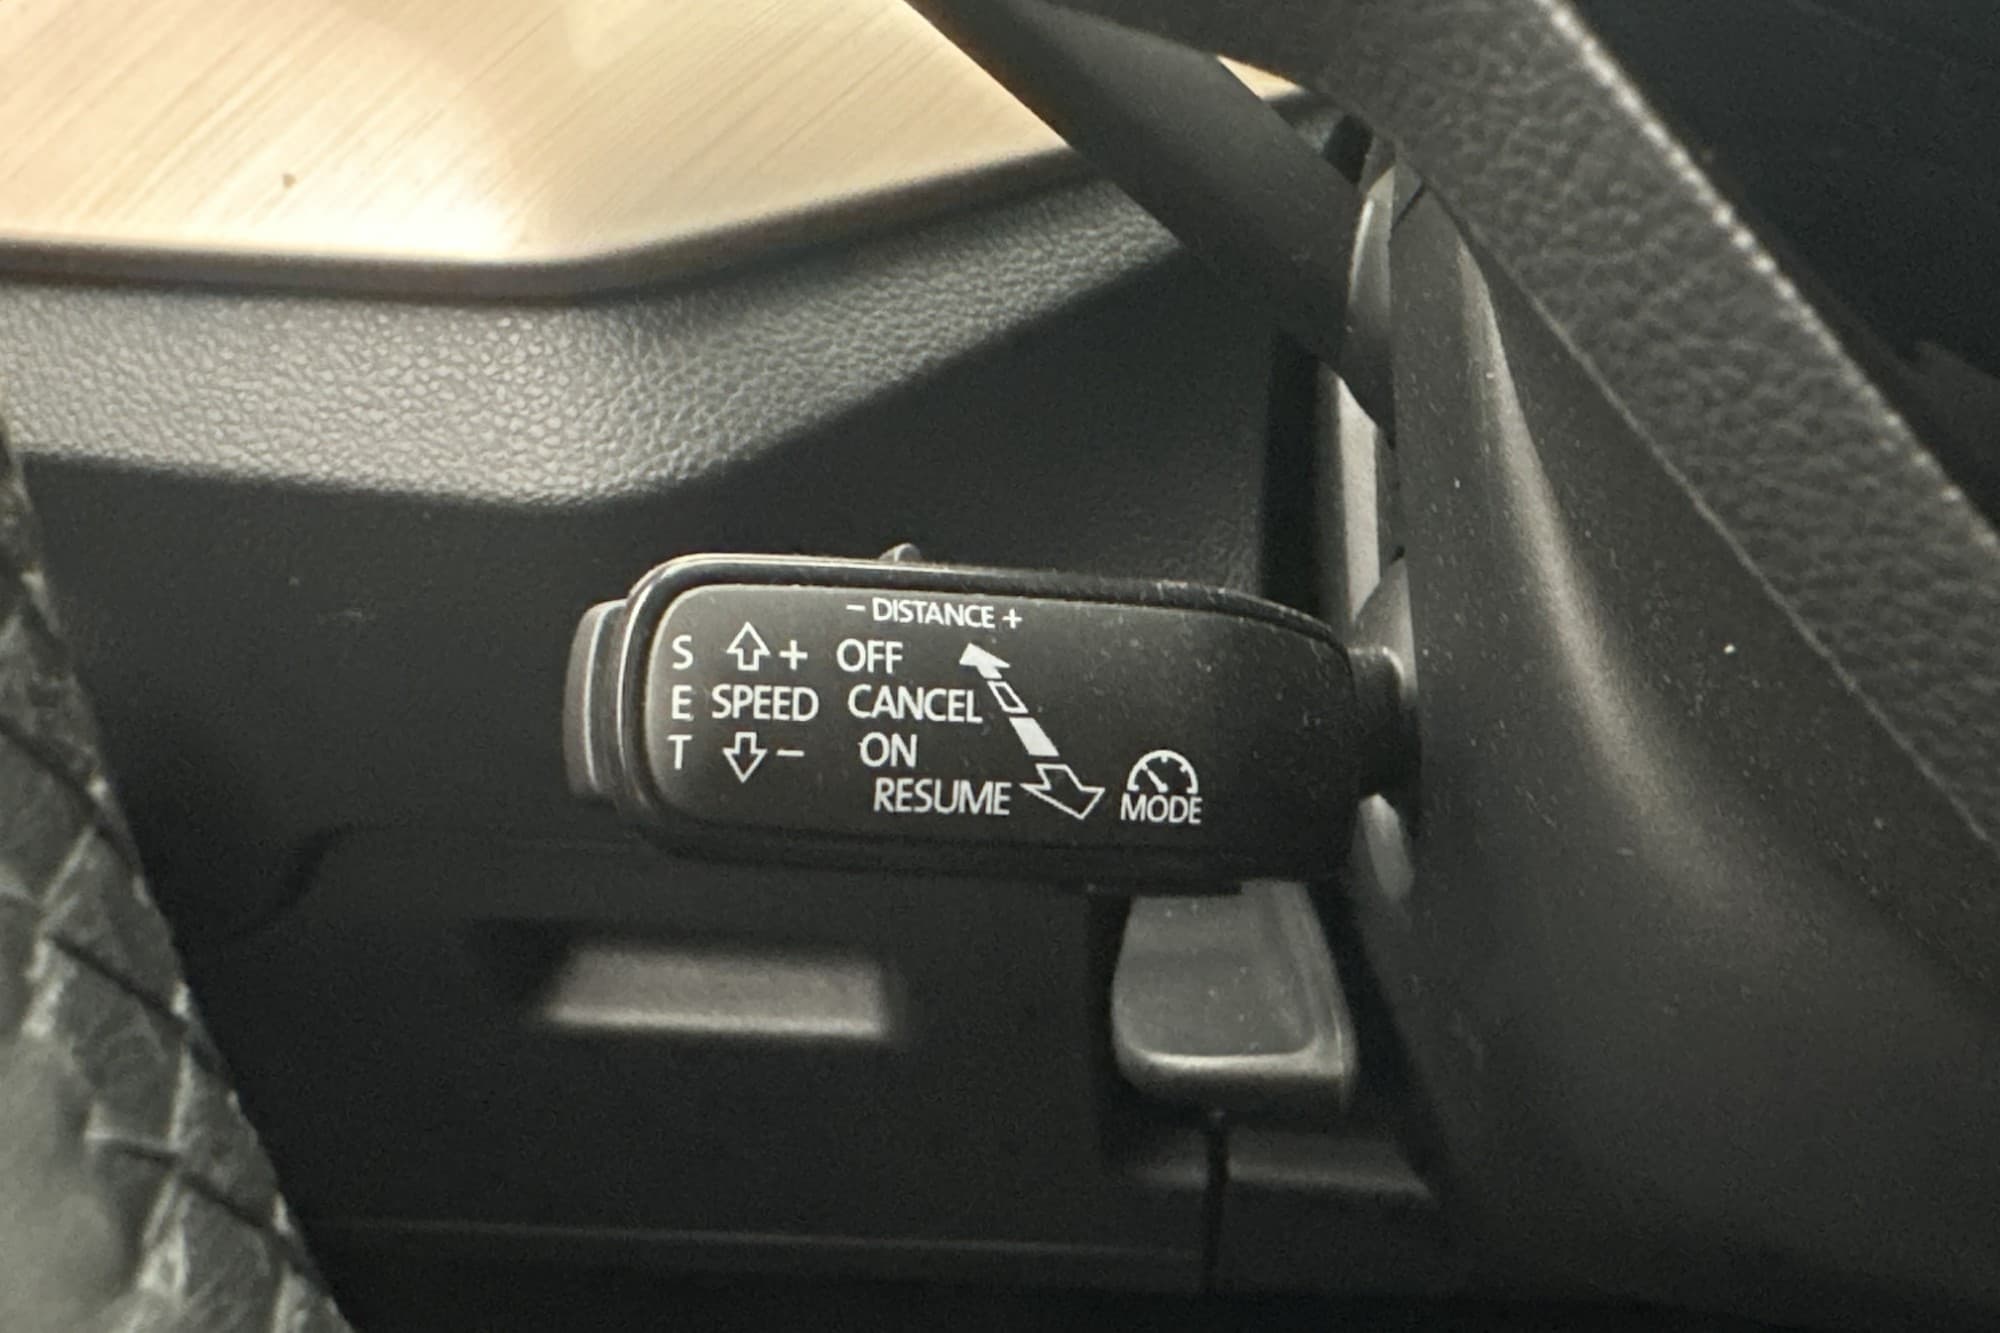 - DISTANCE +
S + OFF
E SPEED CANCEL
T - ON
RESUME
MODE